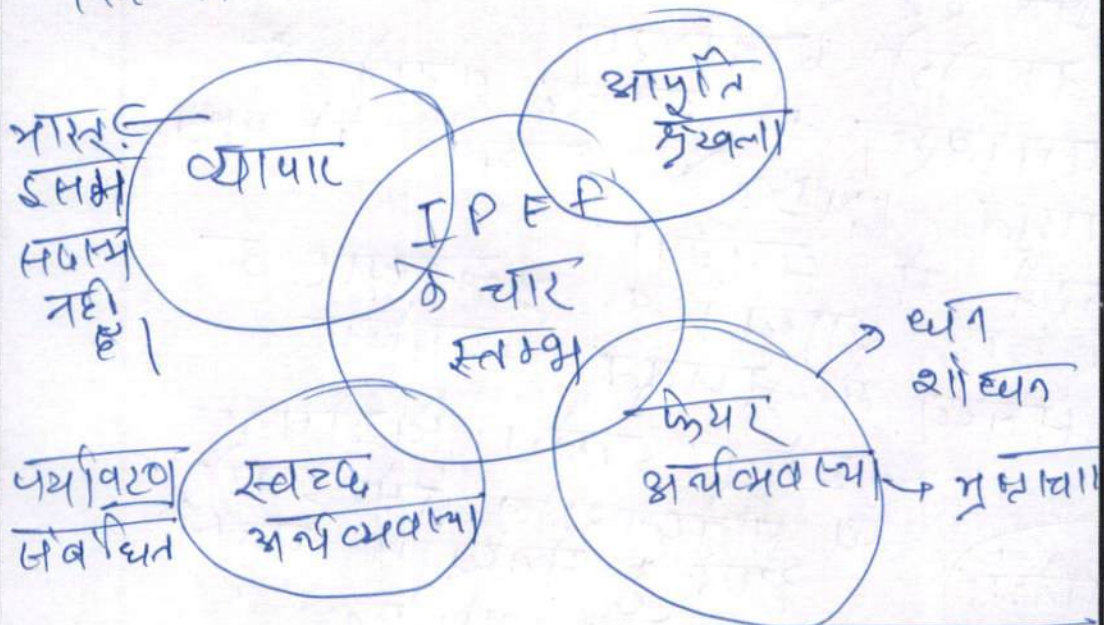 भारत
इसमें
सदस्य
नहीं
है।
व्यापार
आपूर्ति
श्रृंखला
IPEF
के चार
स्तम्भ
पर्यावरण
संबंधित
स्वच्छ
अर्थव्यवस्था
फेयर
अर्थव्यवस्था
धन
शोधन
भ्रष्टाचार